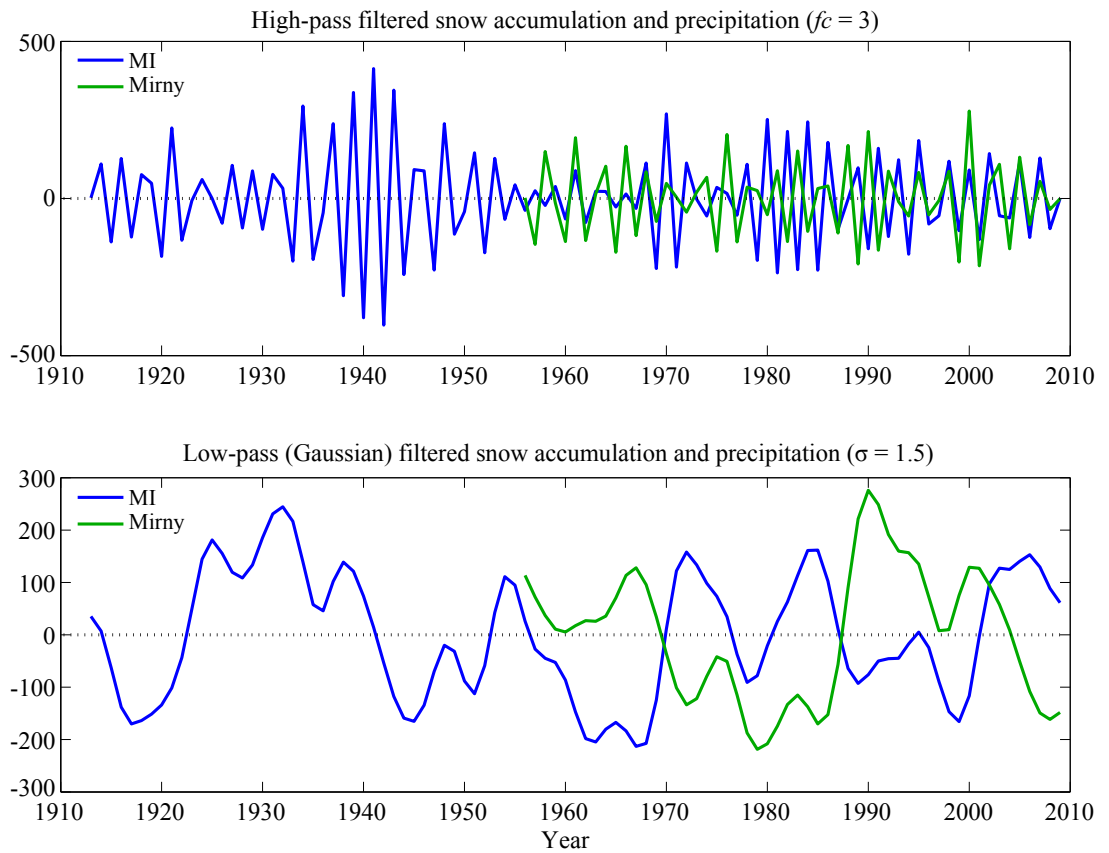 High-pass filtered snow accumulation and precipitation (fc = 3)
500
MI
Mirny
0
-500
1910 1920 1930 1940 1950 1960 1970 1980 1990 2000 2010
Low-pass (Gaussian) filtered snow accumulation and precipitation (σ = 1.5)
300
MI
Mirny
200
100
0
-100
-200
-300
1910 1920 1930 1940 1950 1960 1970 1980 1990 2000 2010
Year